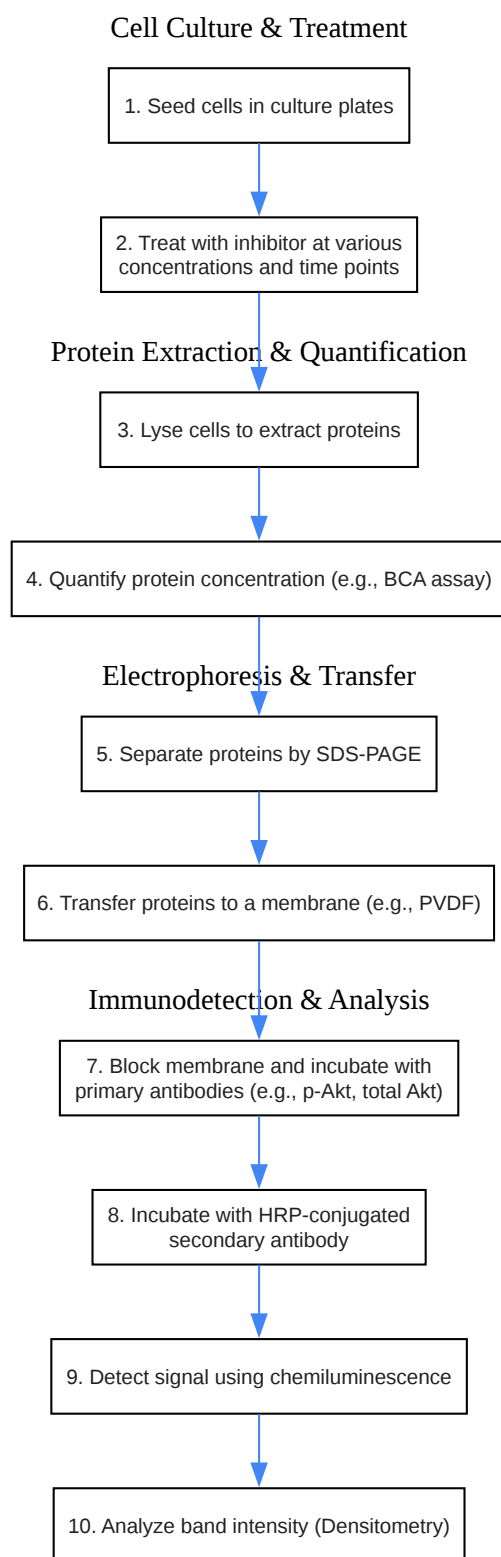 Cell Culture & Treatment
1. Seed cells in culture plates
2. Treat with inhibitor at various
concentrations and time points
Protein Extraction & Quantification
3. Lyse cells to extract proteins
4. Quantify protein concentration (e.g., BCA assay)
Electrophoresis & Transfer
5. Separate proteins by SDS-PAGE
6. Transfer proteins to a membrane (e.g., PVDF)
Immunodetection & Analysis
7. Block membrane and incubate with
primary antibodies (e.g., p-Akt, total Akt)
8. Incubate with HRP-conjugated
secondary antibody
9. Detect signal using chemiluminescence
10. Analyze band intensity (Densitometry)